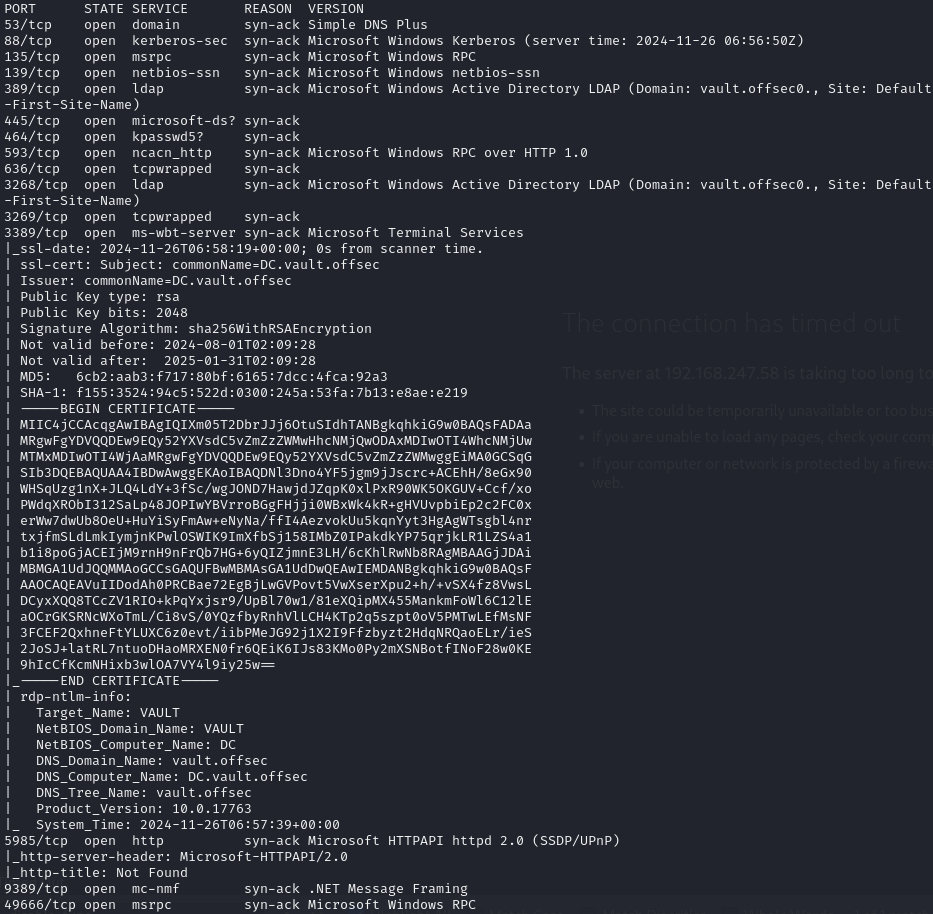 PORT      STATE SERVICE       REASON  VERSION
53/tcp    open  domain        syn-ack Simple DNS Plus
88/tcp    open  kerberos-sec  syn-ack Microsoft Windows Kerberos (server time: 2024-11-26 06:56:50Z)
135/tcp   open  msrpc         syn-ack Microsoft Windows RPC
139/tcp   open  netbios-ssn   syn-ack Microsoft Windows netbios-ssn
389/tcp   open  ldap          syn-ack Microsoft Windows Active Directory LDAP (Domain: vault.offsec0., Site: Default
-First-Site-Name)
445/tcp   open  microsoft-ds? syn-ack
464/tcp   open  kpasswd5?     syn-ack
593/tcp   open  ncacn_http    syn-ack Microsoft Windows RPC over HTTP 1.0
636/tcp   open  tcpwrapped    syn-ack
3268/tcp  open  ldap          syn-ack Microsoft Windows Active Directory LDAP (Domain: vault.offsec0., Site: Default
-First-Site-Name)
3269/tcp  open  tcpwrapped    syn-ack
3389/tcp  open  ms-wbt-server syn-ack Microsoft Terminal Services
|_ssl-date: 2024-11-26T06:58:19+00:00; 0s from scanner time.
| ssl-cert: Subject: commonName=DC.vault.offsec
| Issuer: commonName=DC.vault.offsec
| Public Key type: rsa
| Public Key bits: 2048
| Signature Algorithm: sha256WithRSAEncryption
| Not valid before: 2024-08-01T02:09:28
| Not valid after:  2025-01-31T02:09:28
| MD5:   6cb2:aab3:f717:80bf:6165:7dcc:4fca:92a3
| SHA-1: f155:3524:94c5:522d:0300:245a:53fa:7b13:e8ae:e219
| -----BEGIN CERTIFICATE-----
| MIIC4jCCAcqgAwIBAgIQIXm05T2DbrJJj6OtuSIdhTANBgkqhkiG9w0BAQsFADAa
| MRgwFgYDVQQDEw9EQy52YXVsdC5vZmZzZWMwHhcNMjQwODAxMDIwOTI4WhcNMjUw
| MTMxMDIwOTI4WjAaMRgwFgYDVQQDEw9EQy52YXVsdC5vZmZzZWMwggEiMA0GCSqG
| SIb3DQEBAQUAA4IBDwAwggEKAoIBAQDNl3Dno4YF5jgm9jJscrc+ACEhH/8eGx90
| WHSqUzg1nX+JLQ4LdY+3fSc/wgJOND7HawjdJZqpK0xlPxR90WK5OKGUV+Ccf/xo
| PWdqXRObI312SaLp48JOPIwYBVrroBGgFHjji0WBxWk4kR+gHVUvpbiEp2c2FC0x
| erWw7dwUb8OeU+HuYiSyFmAw+eNyNa/ffI4AezvokUu5kqnYyt3HgAgWTsgbl4nr
| txjfmSLdLmkIymjnKPwlOSWIK9ImXfbSj158IMbZ0IPakdkYP75qrjkLR1LZS4a1
| b1i8poGjACEIjM9rnH9nFrQb7HG+6yQIZjmnE3LH/6cKhlRwNb8RAgMBAAGjJDAi
| MBMGA1UdJQQMMAoGCCsGAQUFBwMBMAsGA1UdDwQEAwIEMDANBgkqhkiG9w0BAQsF
| AAOCAQEAVuIIDodAh0PRCBae72EgBjLwGVPovt5VwXserXpu2+h/+vSX4fz8VwsL
| DCyxXQQ8TCcZV1RIO+kPqYxjsr9/UpBl70w1/81eXQipMX455MankmFoWl6C12lE
| aOCrGKSRNcWXoTmL/Ci8vS/0YQzfbyRnhVlLCH4KTp2q5szpt0oV5PMTwLEfMsNF
| 3FCEF2QxhneFtYLUXC6z0evt/iibPMeJG92j1X2I9Ffzbyzt2HdqNRQaoELr/ieS
| 2JoSJ+latRL7ntuoDHaoMRXEN0fr6QEiK6IJs83KMo0Py2mXSNBotfINoF28w0KE
| 9hIcCfKcmNHixb3wlOA7VY4l9iy25w==
|_-----END CERTIFICATE-----
| rdp-ntlm-info:
|   Target_Name: VAULT
|   NetBIOS_Domain_Name: VAULT
|   NetBIOS_Computer_Name: DC
|   DNS_Domain_Name: vault.offsec
|   DNS_Computer_Name: DC.vault.offsec
|   DNS_Tree_Name: vault.offsec
|   Product_Version: 10.0.17763
|_  System_Time: 2024-11-26T06:57:39+00:00
5985/tcp  open  http          syn-ack Microsoft HTTPAPI httpd 2.0 (SSDP/UPnP)
|_http-server-header: Microsoft-HTTPAPI/2.0
|_http-title: Not Found
9389/tcp  open  mc-nmf        syn-ack .NET Message Framing
49666/tcp open  msrpc         syn-ack Microsoft Windows RPC
The connection has timed out
The server at 192.168.247.58 is taking too long to
The site could be temporarily unavailable or too bus
If you are unable to load any pages, check your com
If your computer or network is protected by a firew
web.